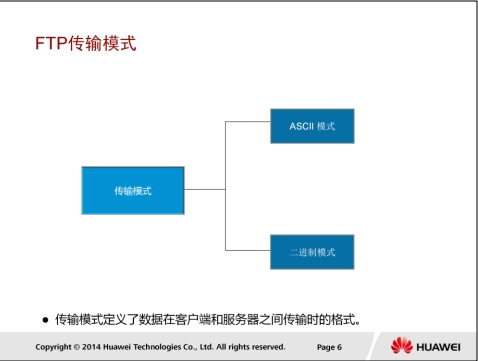 FTP传输模式
ASCII 模式
传输模式
二进制模式
● 传输模式定义了数据在客户端和服务器之间传输时的格式。
Copyright © 2014 Huawei Technologies Co., Ltd. All rights reserved. Page 6 HUAWEI